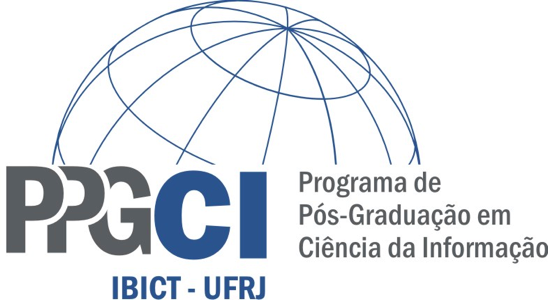 PPGCI
Programa de
Pós-Graduação em
Ciência da Informação
IBICT - UFRJ